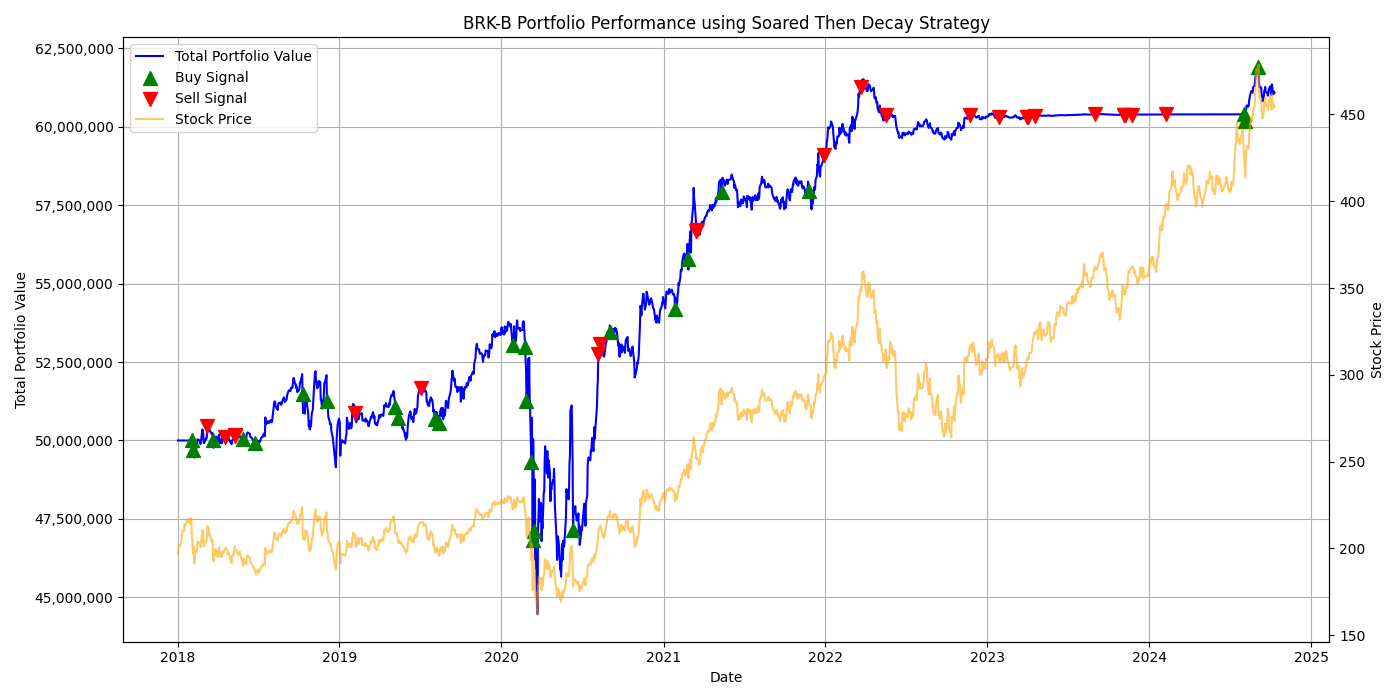 BRK-B Portfolio Performance using Soared Then Decay Strategy
Total Portfolio Value
Buy Signal
Sell Signal
Stock Price
62,500,000
60,000,000
57,500,000
55,000,000
52,500,000
50,000,000
47,500,000
45,000,000
Total Portfolio Value
450
400
350
300
250
200
150
Stock Price
2018
2019
2020
2021
2022
2023
2024
2025
Date